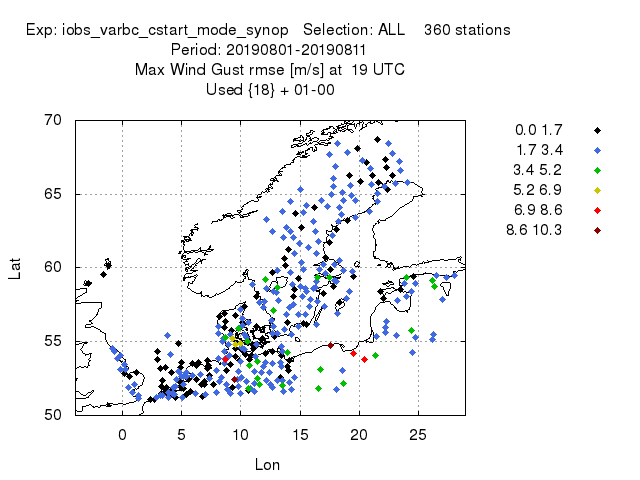 Exp: iobs_varbc_cstart_mode_synop Selection: ALL 360 stations
Period: 20190801-20190811
Max Wind Gust rmse [m/s] at 19 UTC
Used {18} + 01-00
70
65
60
55
50
Lat
0 5 10 15 20 25
Lon
0.0 1.7
1.7 3.4
3.4 5.2
5.2 6.9
6.9 8.6
8.6 10.3